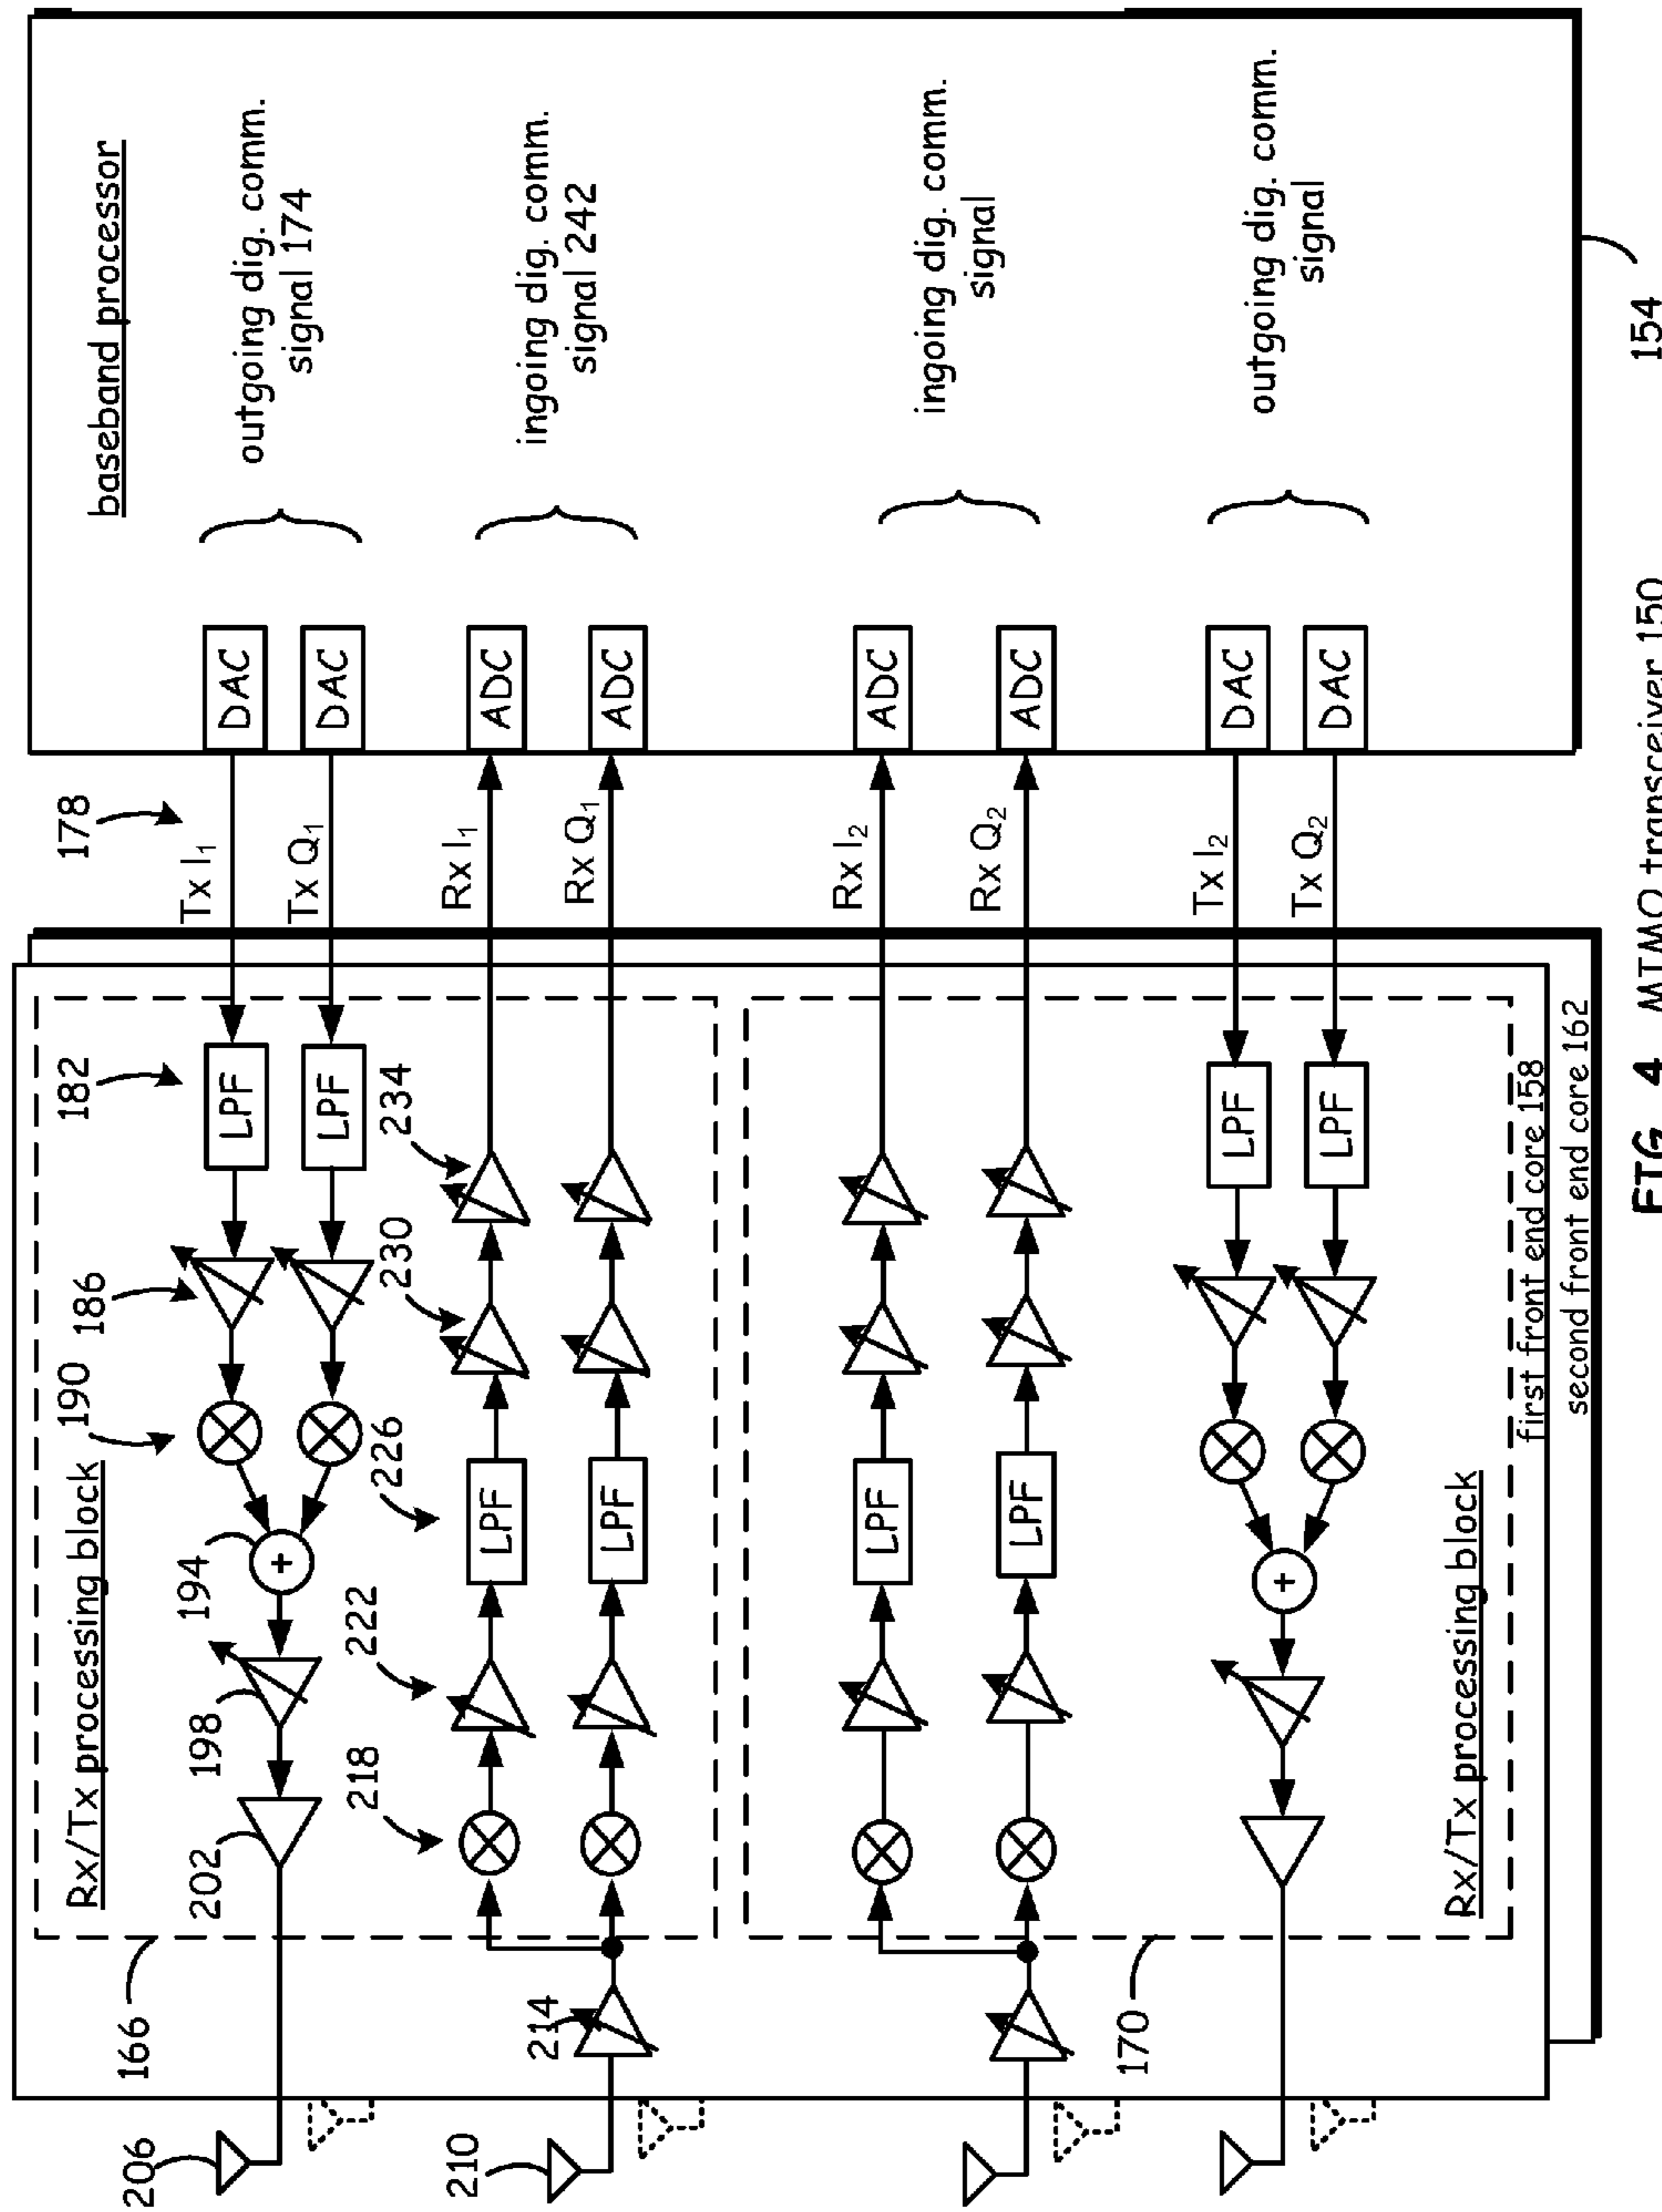 baseband processor
outgoing dig. comm.
signal 174
ingoing dig. comm.
signal 242
ingoing dig. comm.
signal
outgoing dig. comm.
signal
DAC
DAC
ADC
ADC
ADC
ADC
DAC
DAC
154
178
Tx I₁
Tx Q₁
Rx I₁
Rx Q₁
Rx I₂
Rx Q₂
Tx I₂
Tx Q₂
182
LPF
LPF
186
190
194
198
202
206
Rx/Tx processing block
166
234
230
226
LPF
LPF
222
218
214
210
LPF
LPF
170
LPF
LPF
Rx/Tx processing block
first front end core 158
second front end core 162
FIG. 4 MIMO transceiver 150